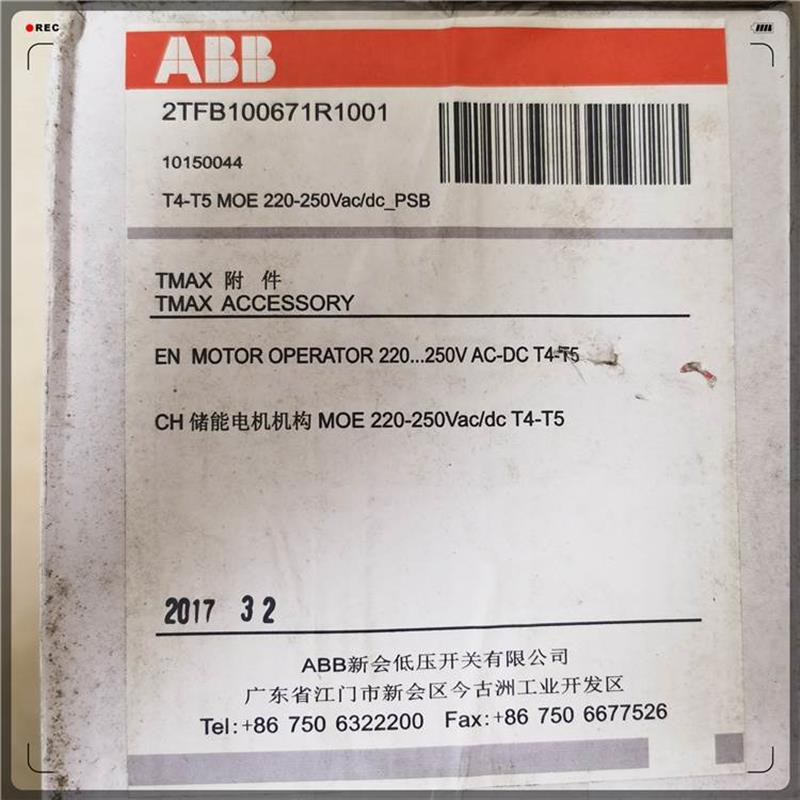 REC
ABB
2TFB100671R1001
10150044
T4-T5 MOE 220-250Vac/dc_PSB
TMAX 附 件
TMAX ACCESSORY
EN MOTOR OPERATOR 220...250V AC-DC T4-T5
CH 储能电机机构 MOE 220-250Vac/dc T4-T5
2017 32
ABB新会低压开关有限公司
广东省江门市新会区今古洲工业开发区
Tel:+86 750 6322200 Fax:+86 750 6677526